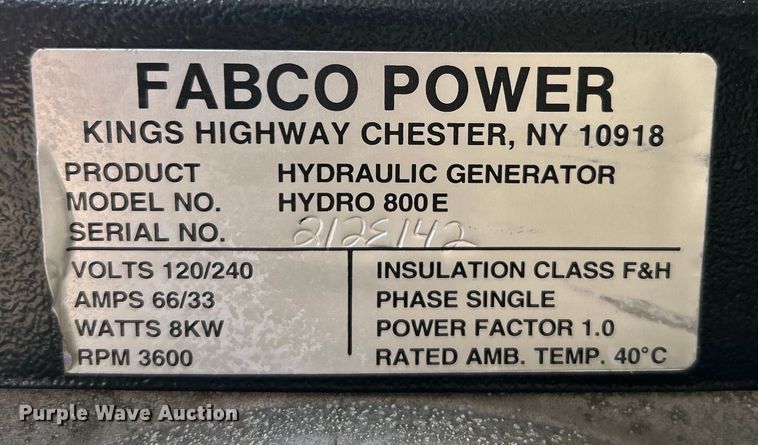 FABCO POWER
KINGS HIGHWAY CHESTER, NY 10918
PRODUCT HYDRAULIC GENERATOR
MODEL NO. HYDRO 800E
SERIAL NO. 212E142
VOLTS 120/240
AMPS 66/33
WATTS 8KW
RPM 3600
INSULATION CLASS F&H
PHASE SINGLE
POWER FACTOR 1.0
RATED AMB. TEMP. 40°C
Purple Wave Auction